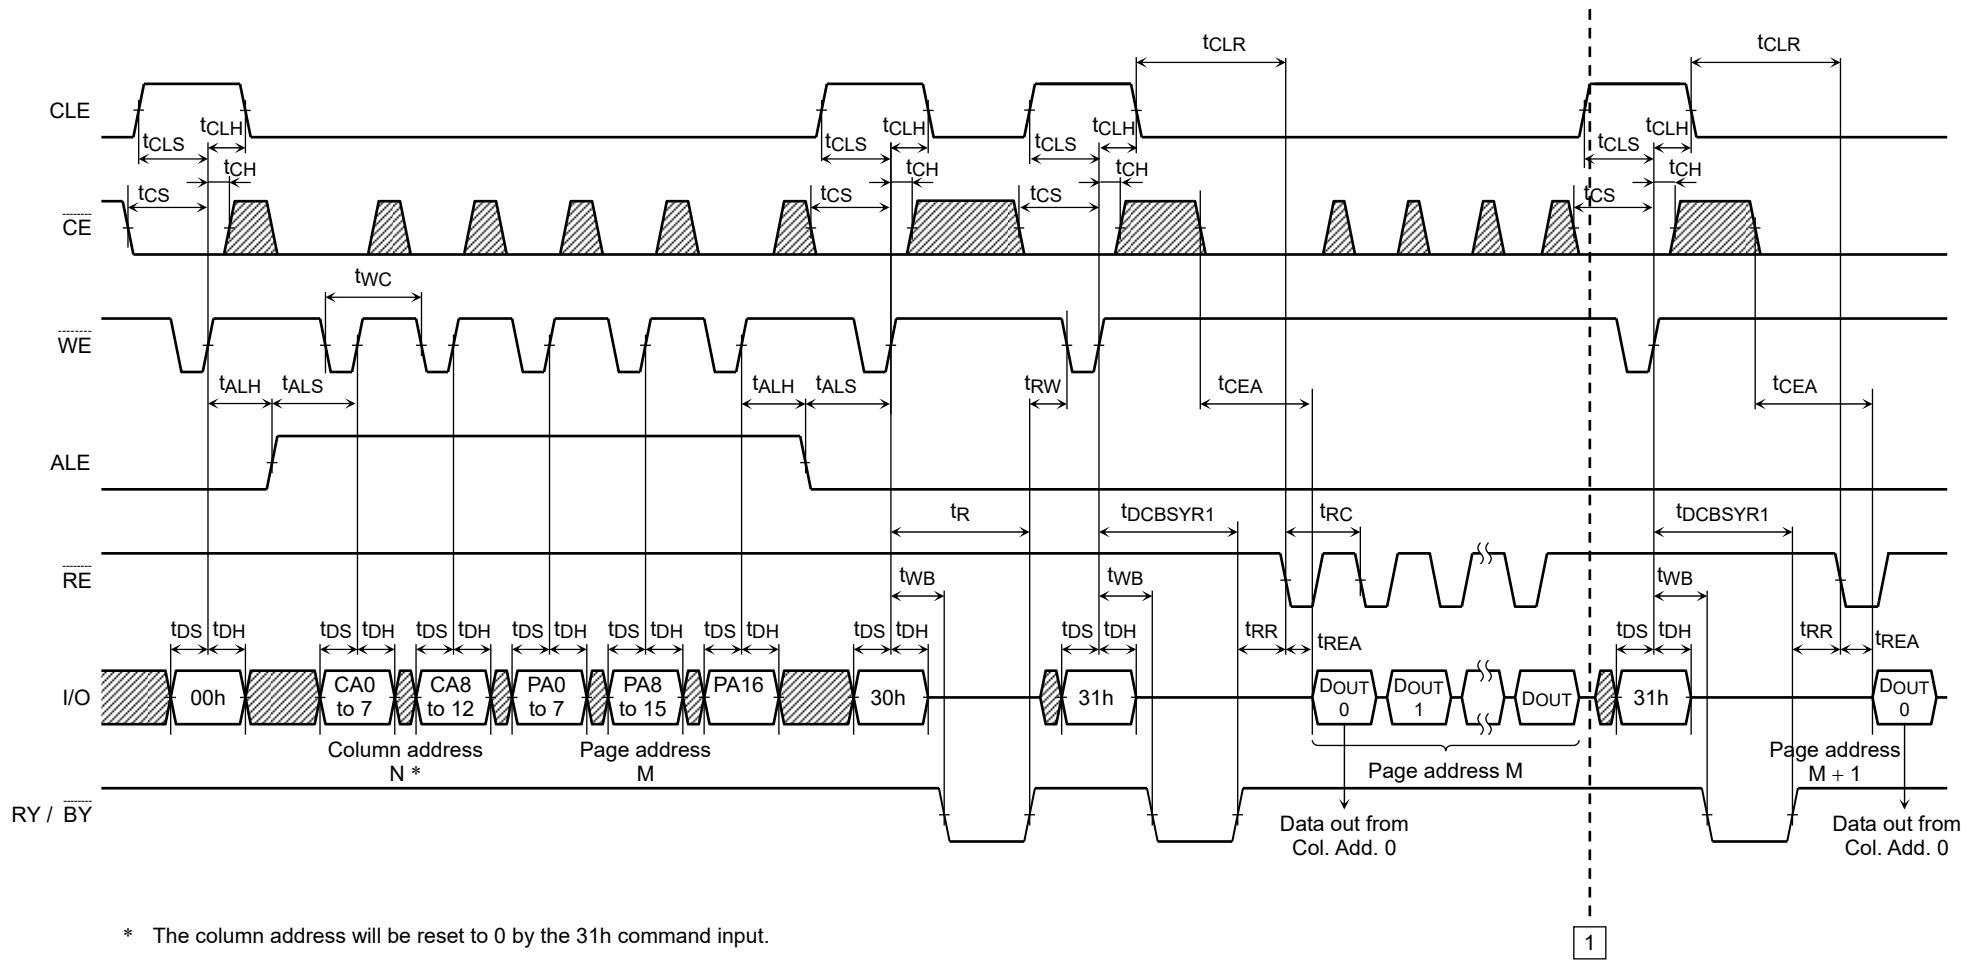 tCLR tCLR
CLE
tCLS tCLH tCLS tCLH tCLS tCLH tCLS tCLH
tCH tCH tCH tCH
tCS tCS tCS tCS
CE
tWC
WE
tALH tALS tALH tALS tRW tCEA tCEA
ALE
tR tDCBSYR1 tRC tDCBSYR1
RE
tWB tWB tWB
tDS tDH tDS tDH tDS tDH tDS tDH tDS tDH tDS tDH tDS tDH tDS tDH tRR tREA tDS tDH tRR tREA
I/O
00h
CA0
to 7
CA8
to 12
PA0
to 7
PA8
to 15
PA16
30h
31h
DOUT
0
DOUT
1
DOUT
31h
DOUT
0
Column address
N *
Page address
M
Page address M
Page address
M + 1
RY / BY
Data out from
Col. Add. 0
Data out from
Col. Add. 0
* The column address will be reset to 0 by the 31h command input.
1